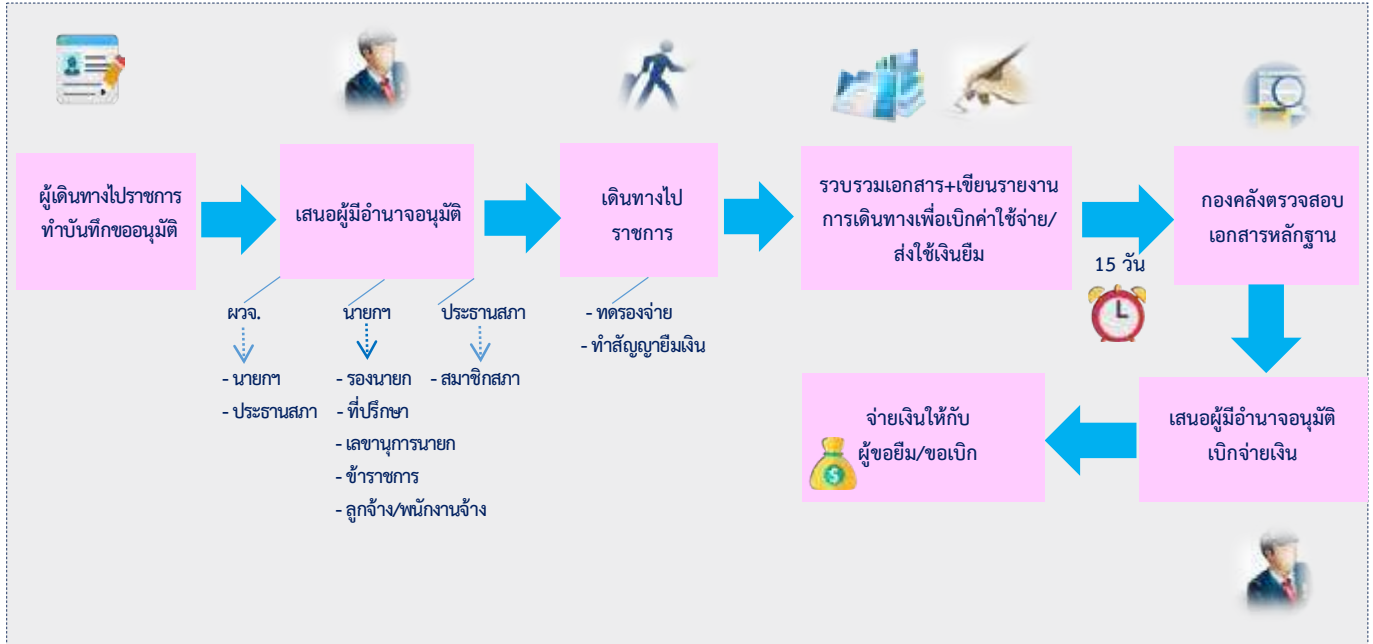 ผู้เดินทางไปราชการ
ทำบันทึกขออนุมัติ
เสนอผู้มีอำนาจอนุมัติ
เดินทางไป
ราชการ
รวบรวมเอกสาร+เขียนรายงาน
การเดินทางเพื่อเบิกค่าใช้จ่าย/
ส่งใช้เงินยืม
15 วัน
กองคลังตรวจสอบ
เอกสารหลักฐาน
ผวจ.
- นายกฯ
- ประธานสภา
นายกฯ
- รองนายก
- ที่ปรึกษา
- เลขานุการนายก
- ข้าราชการ
- ลูกจ้าง/พนักงานจ้าง
ประธานสภา
- สมาชิกสภา
- ทดรองจ่าย
- ทำสัญญายืมเงิน
เสนอผู้มีอำนาจอนุมัติ
เบิกจ่ายเงิน
จ่ายเงินให้กับ
ผู้ขอยืม/ขอเบิก